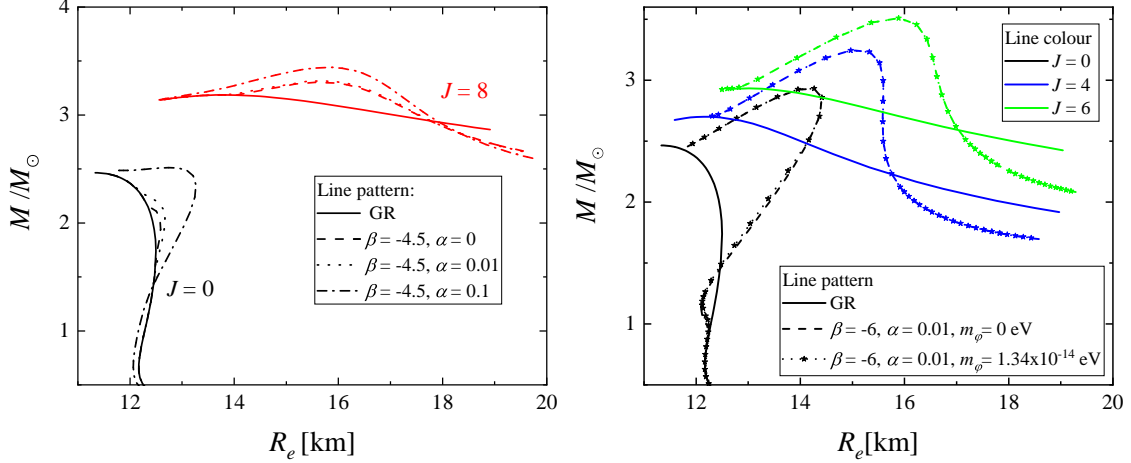 4
3
2
1
M/M☉
J = 8
J = 0
Line pattern:
GR
β = -4.5, α = 0
β = -4.5, α = 0.01
β = -4.5, α = 0.1
12 14 16 18 20
R_e [km]
4
3
2
1
M/M☉
Line colour
J = 0
J = 4
J = 6
Line pattern
GR
β = -6, α = 0.01, m_φ = 0 eV
β = -6, α = 0.01, m_φ = 1.34x10⁻¹⁴ eV
12 14 16 18 20
R_e [km]